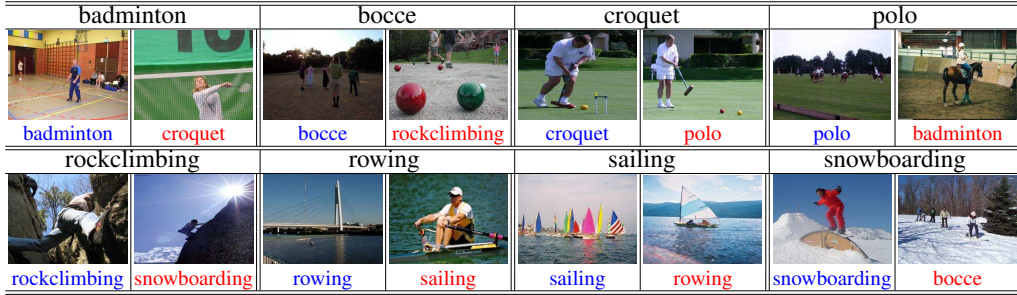 badminton bocce croquet polo
badminton croquet bocce rockclimbing croquet polo polo badminton
rockclimbing rowing sailing snowboarding
rockclimbing snowboarding rowing sailing sailing rowing snowboarding bocce